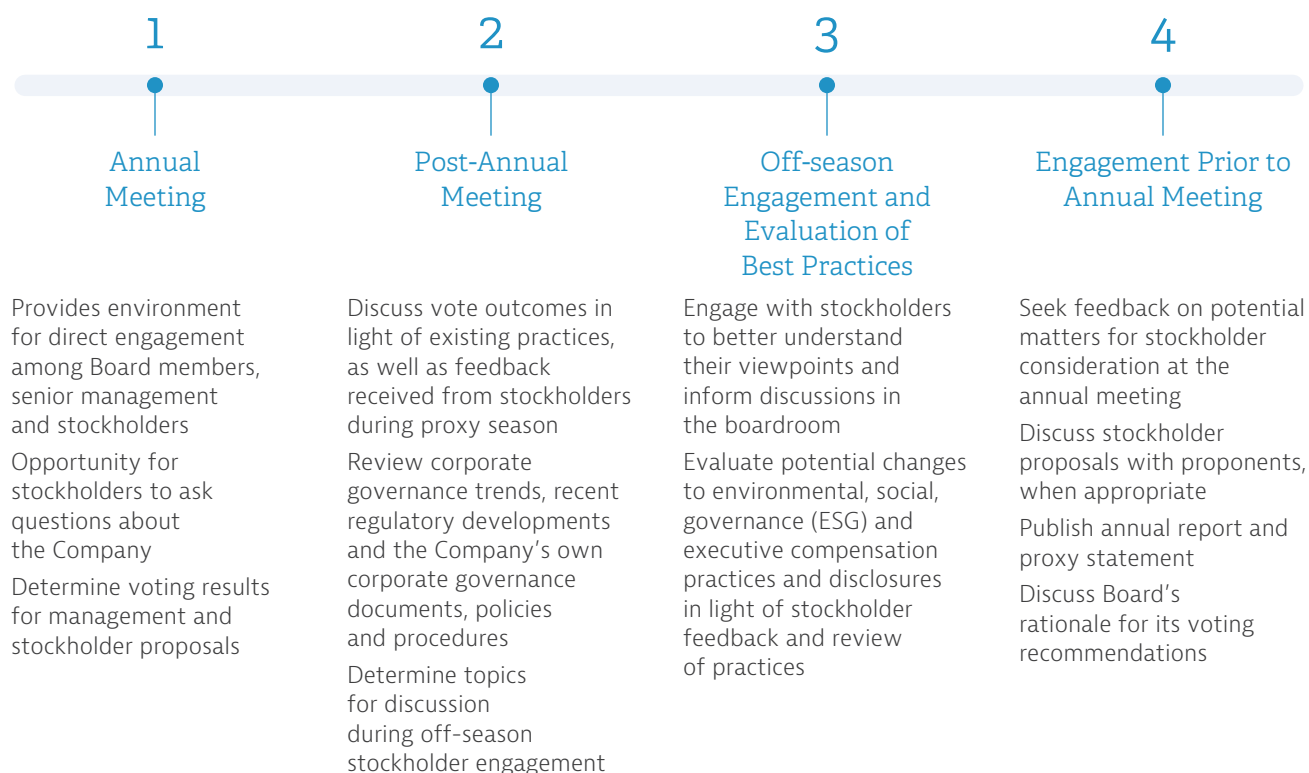 1
Annual
Meeting
Provides environment
for direct engagement
among Board members,
senior management
and stockholders
Opportunity for
stockholders to ask
questions about
the Company
Determine voting results
for management and
stockholder proposals
2
Post-Annual
Meeting
Discuss vote outcomes in
light of existing practices,
as well as feedback
received from stockholders
during proxy season
Review corporate
governance trends, recent
regulatory developments
and the Company’s own
corporate governance
documents, policies
and procedures
Determine topics
for discussion
during off-season
stockholder engagement
3
Off-season
Engagement and
Evaluation of
Best Practices
Engage with stockholders
to better understand
their viewpoints and
inform discussions in
the boardroom
Evaluate potential changes
to environmental, social,
governance (ESG) and
executive compensation
practices and disclosures
in light of stockholder
feedback and review
of practices
4
Engagement Prior to
Annual Meeting
Seek feedback on potential
matters for stockholder
consideration at the
annual meeting
Discuss stockholder
proposals with proponents,
when appropriate
Publish annual report and
proxy statement
Discuss Board’s
rationale for its voting
recommendations